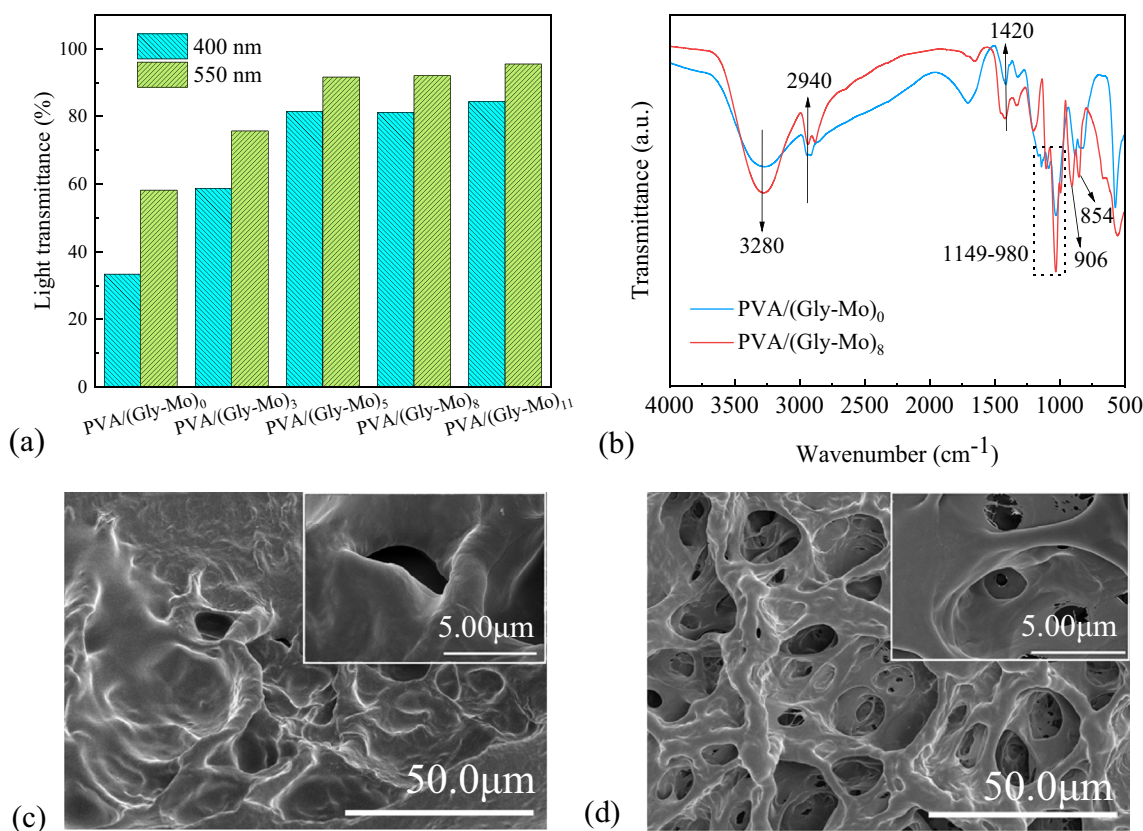 400 nm
550 nm
Light transmittance (%)
100
80
60
40
20
0
PVA/(Gly-Mo)₀
PVA/(Gly-Mo)₃
PVA/(Gly-Mo)₅
PVA/(Gly-Mo)₈
PVA/(Gly-Mo)₁₁
(a)
1420
2940
3280
1149-980
906
854
PVA/(Gly-Mo)₀
PVA/(Gly-Mo)₈
Transmittance (a.u.)
4000 3500 3000 2500 2000 1500 1000 500
Wavenumber (cm⁻¹)
(b)
5.00μm
50.0μm
(c)
5.00μm
50.0μm
(d)